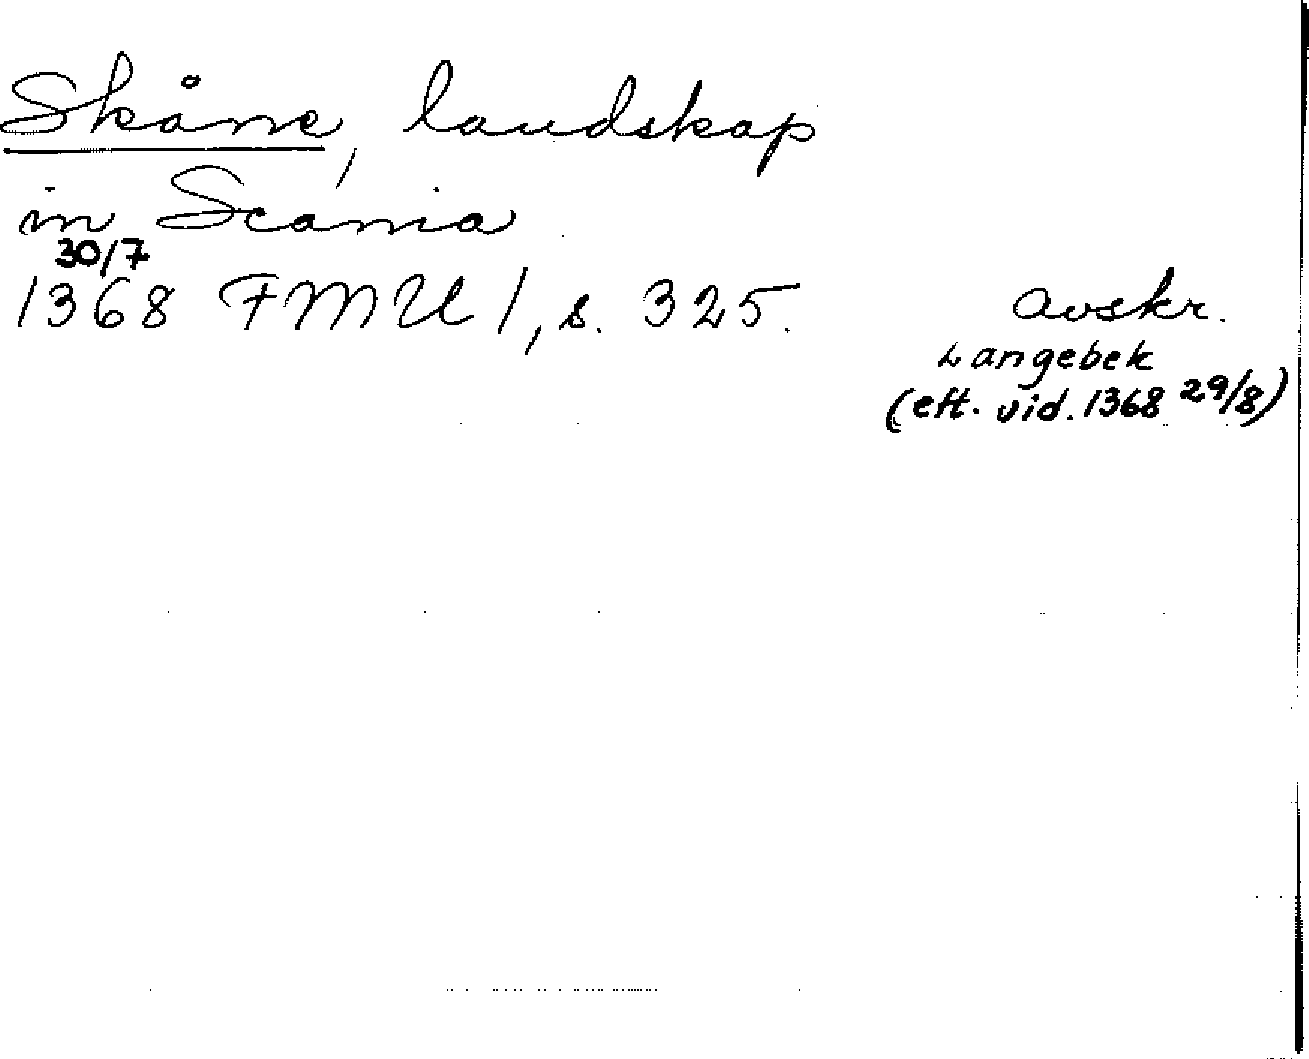 Skåne, landskap
in Scania
30/7
1368 FMU 1, s. 325.
Avskr.
Langebek
(eft. vid. 1368 29/8)